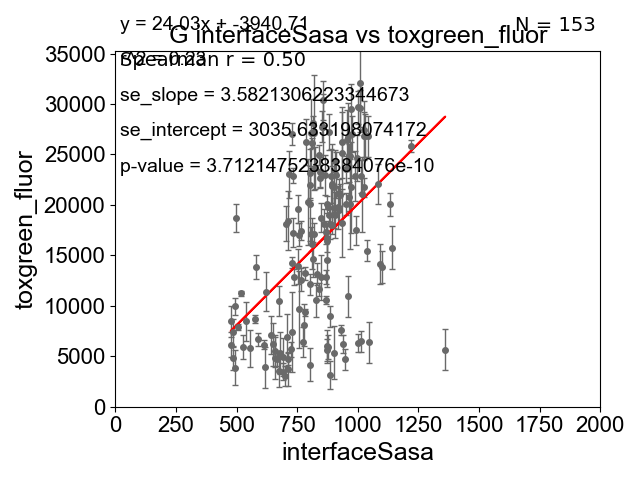 y = 24.03x + -3940.71
N = 153
G interfaceSasa vs toxgreen_fluor
r^2 = 0.23
Spearman r = 0.50
se_slope = 3.5821306223344673
se_intercept = 3035.633198074172
p-value = 3.7121475238384076e-10
35000
30000
25000
20000
15000
10000
5000
0
toxgreen_fluor
0 250 500 750 1000 1250 1500 1750 2000
interfaceSasa